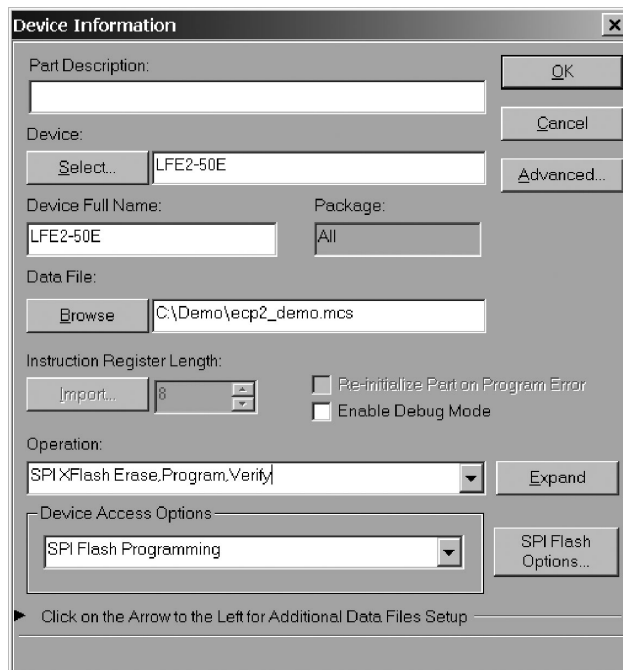 Device Information
Part Description:
OK
Device:
Cancel
Select...
LFE2-50E
Advanced...
Device Full Name:
Package:
LFE2-50E
All
Data File:
Browse
C:\Demo\ecp2_demo.mcs
Instruction Register Length:
Import...
8
Re-initialize Part on Program Error
Enable Debug Mode
Operation:
SPI XFlash Erase,Program,Verify
Expand
Device Access Options
SPI Flash Programming
SPI Flash
Options...
Click on the Arrow to the Left for Additional Data Files Setup